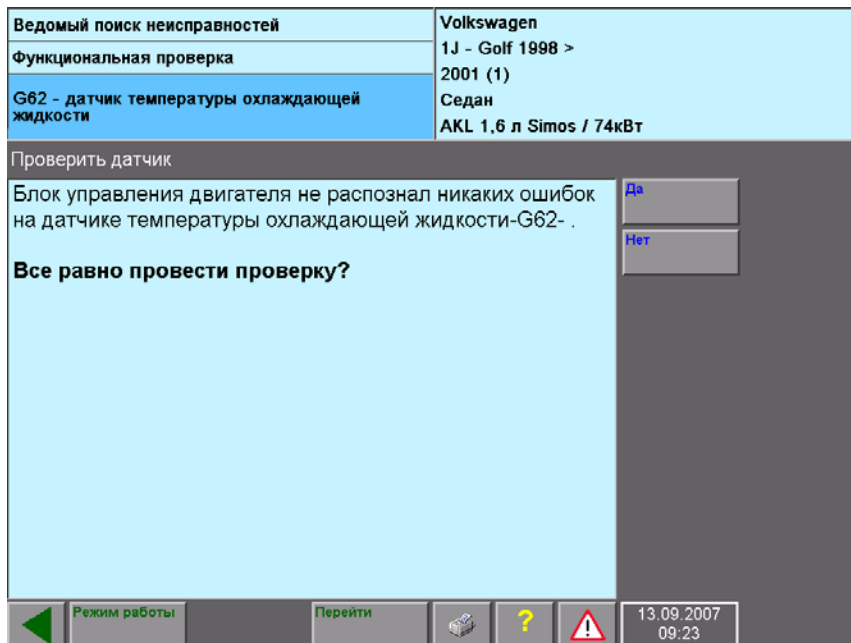 Ведомый поиск неисправностей
Функциональная проверка
G62 - датчик температуры охлаждающей
жидкости
Volkswagen
1J - Golf 1998 >
2001 (1)
Седан
AKL 1,6 л Simos / 74кВт
Проверить датчик
Блок управления двигателя не распознал никаких ошибок
на датчике температуры охлаждающей жидкости-G62- .
Все равно провести проверку?
Да
Нет
Режим работы
Перейти
?
13.09.2007
09:23